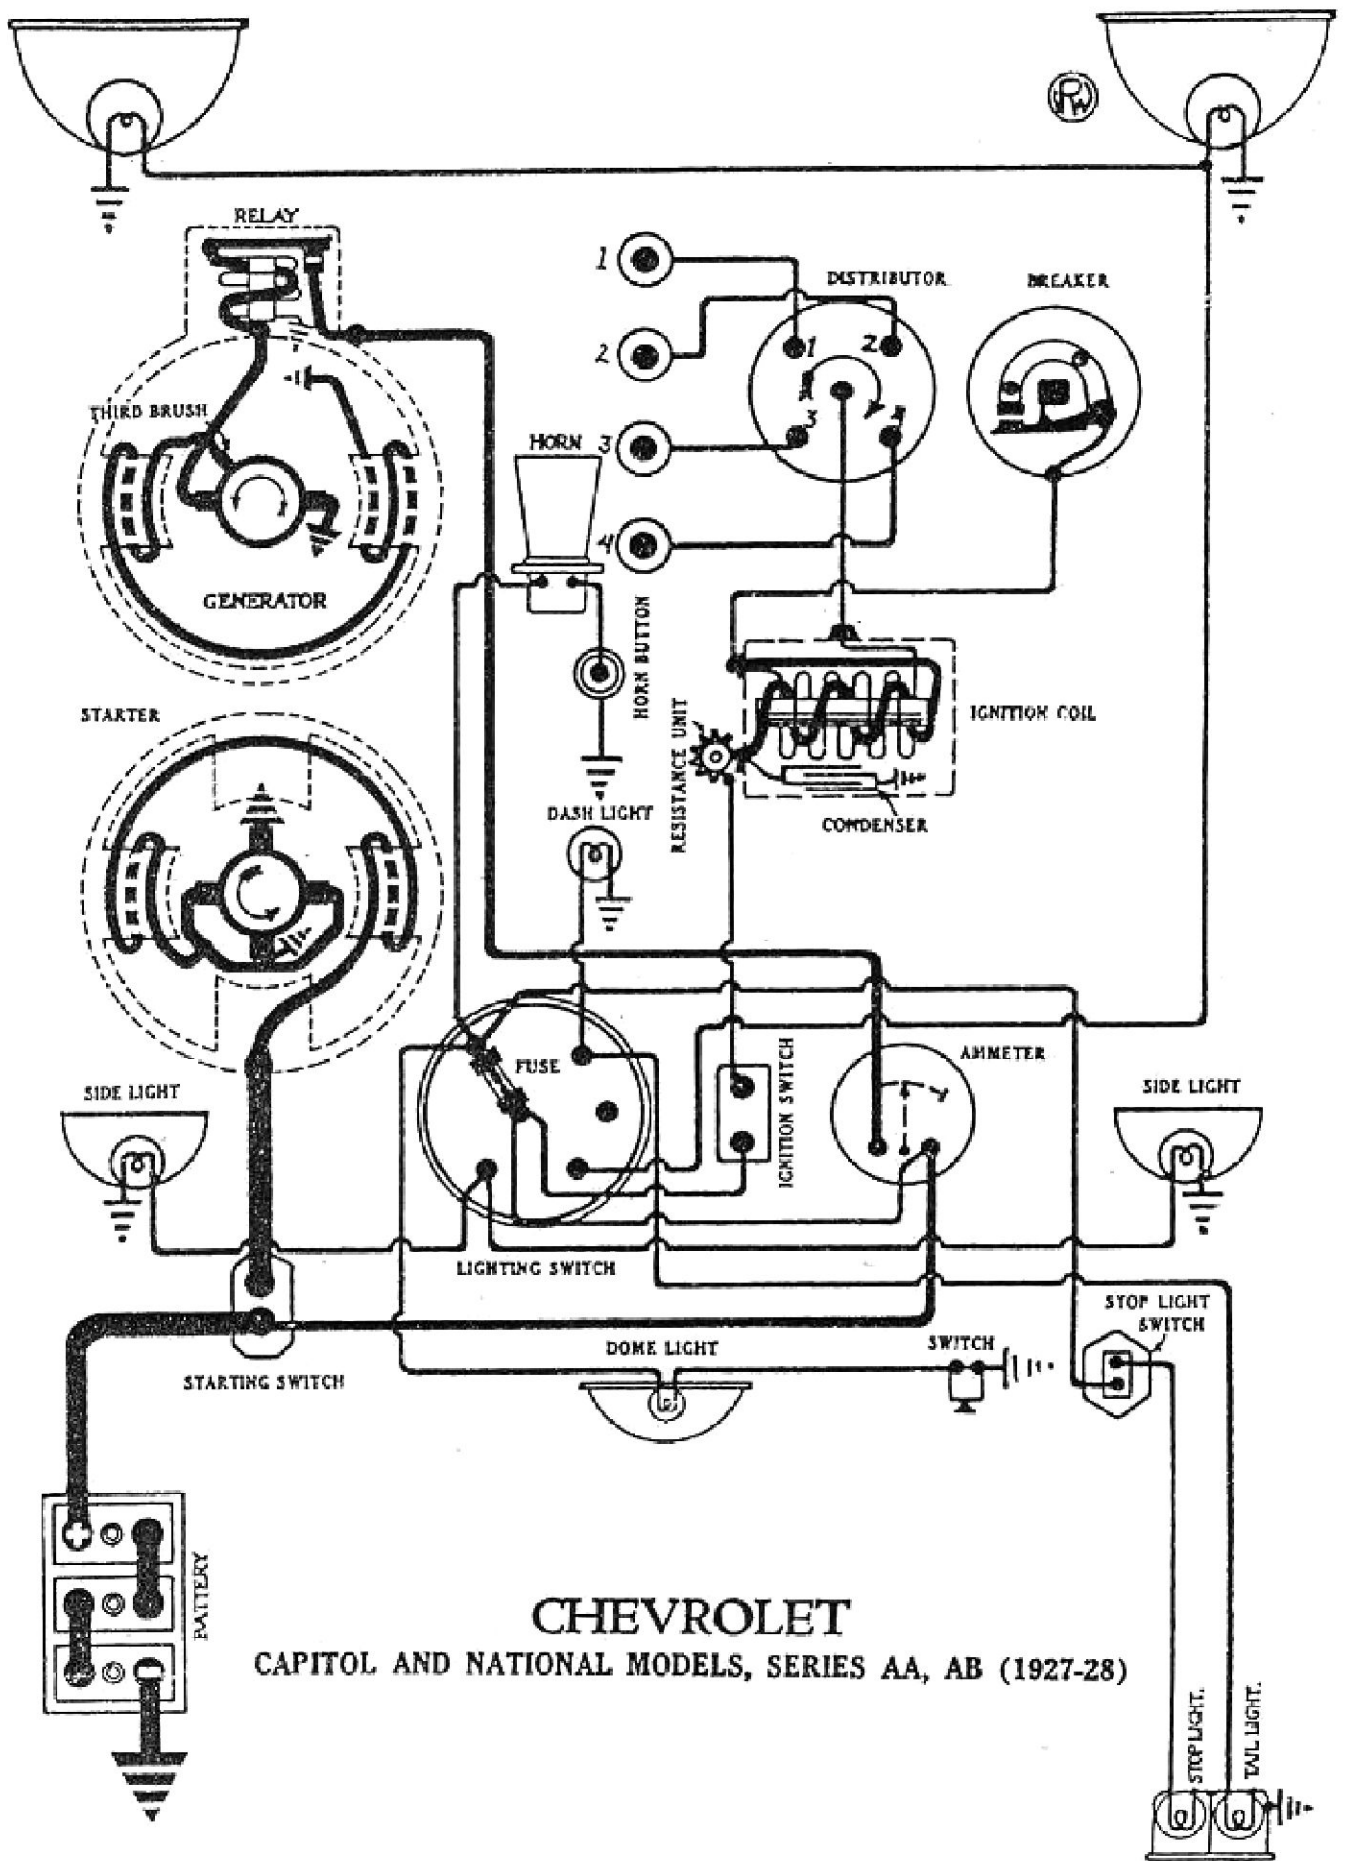 RELAY
1
DISTRIBUTOR
BREAKER
2
1
2
THIRD BRUSH
3
4
HORN
3
4
GENERATOR
HORN BUTTON
STARTER
RESISTANCE UNIT
IGNITION COIL
DASH LIGHT
CONDENSER
FUSE
IGNITION SWITCH
AMMETER
SIDE LIGHT
SIDE LIGHT
LIGHTING SWITCH
STOP LIGHT
SWITCH
DOME LIGHT
SWITCH
STARTING SWITCH
BATTERY
CHEVROLET
CAPITOL AND NATIONAL MODELS, SERIES AA, AB (1927-28)
STOPLIGHT.
TAIL LIGHT.